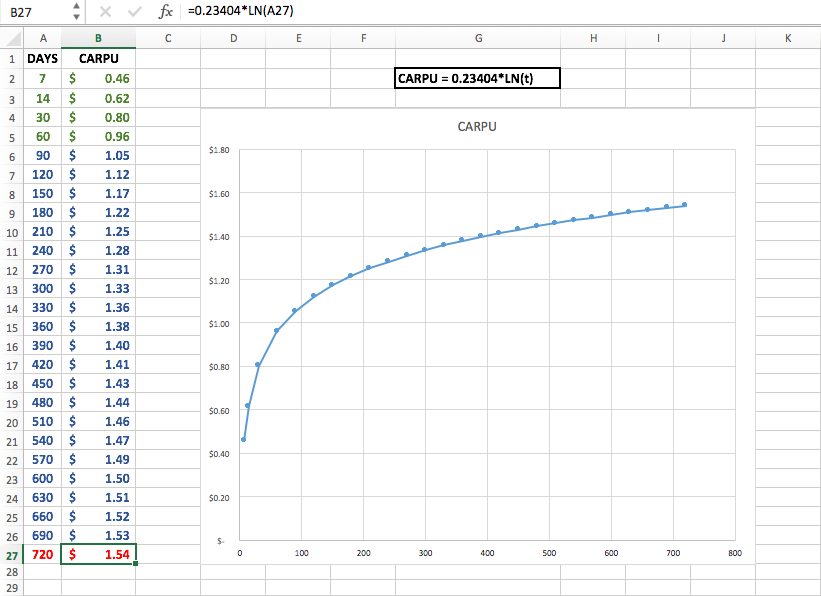 B27 fx =0.23404*LN(A27)
A B C D E F G H I J K
1 DAYS CARPU
2 7 $ 0.46 CARPU = 0.23404*LN(t)
3 14 $ 0.62
4 30 $ 0.80
5 60 $ 0.96
6 90 $ 1.05
7 120 $ 1.12
8 150 $ 1.17
9 180 $ 1.22
10 210 $ 1.25
11 240 $ 1.28
12 270 $ 1.31
13 300 $ 1.33
14 330 $ 1.36
15 360 $ 1.38
16 390 $ 1.40
17 420 $ 1.41
18 450 $ 1.43
19 480 $ 1.44
20 510 $ 1.46
21 540 $ 1.47
22 570 $ 1.49
23 600 $ 1.50
24 630 $ 1.51
25 660 $ 1.52
26 690 $ 1.53
27 720 $ 1.54
28
29
CARPU
$1.80
$1.60
$1.40
$1.20
$1.00
$0.80
$0.60
$0.40
$0.20
$-
0 100 200 300 400 500 600 700 800